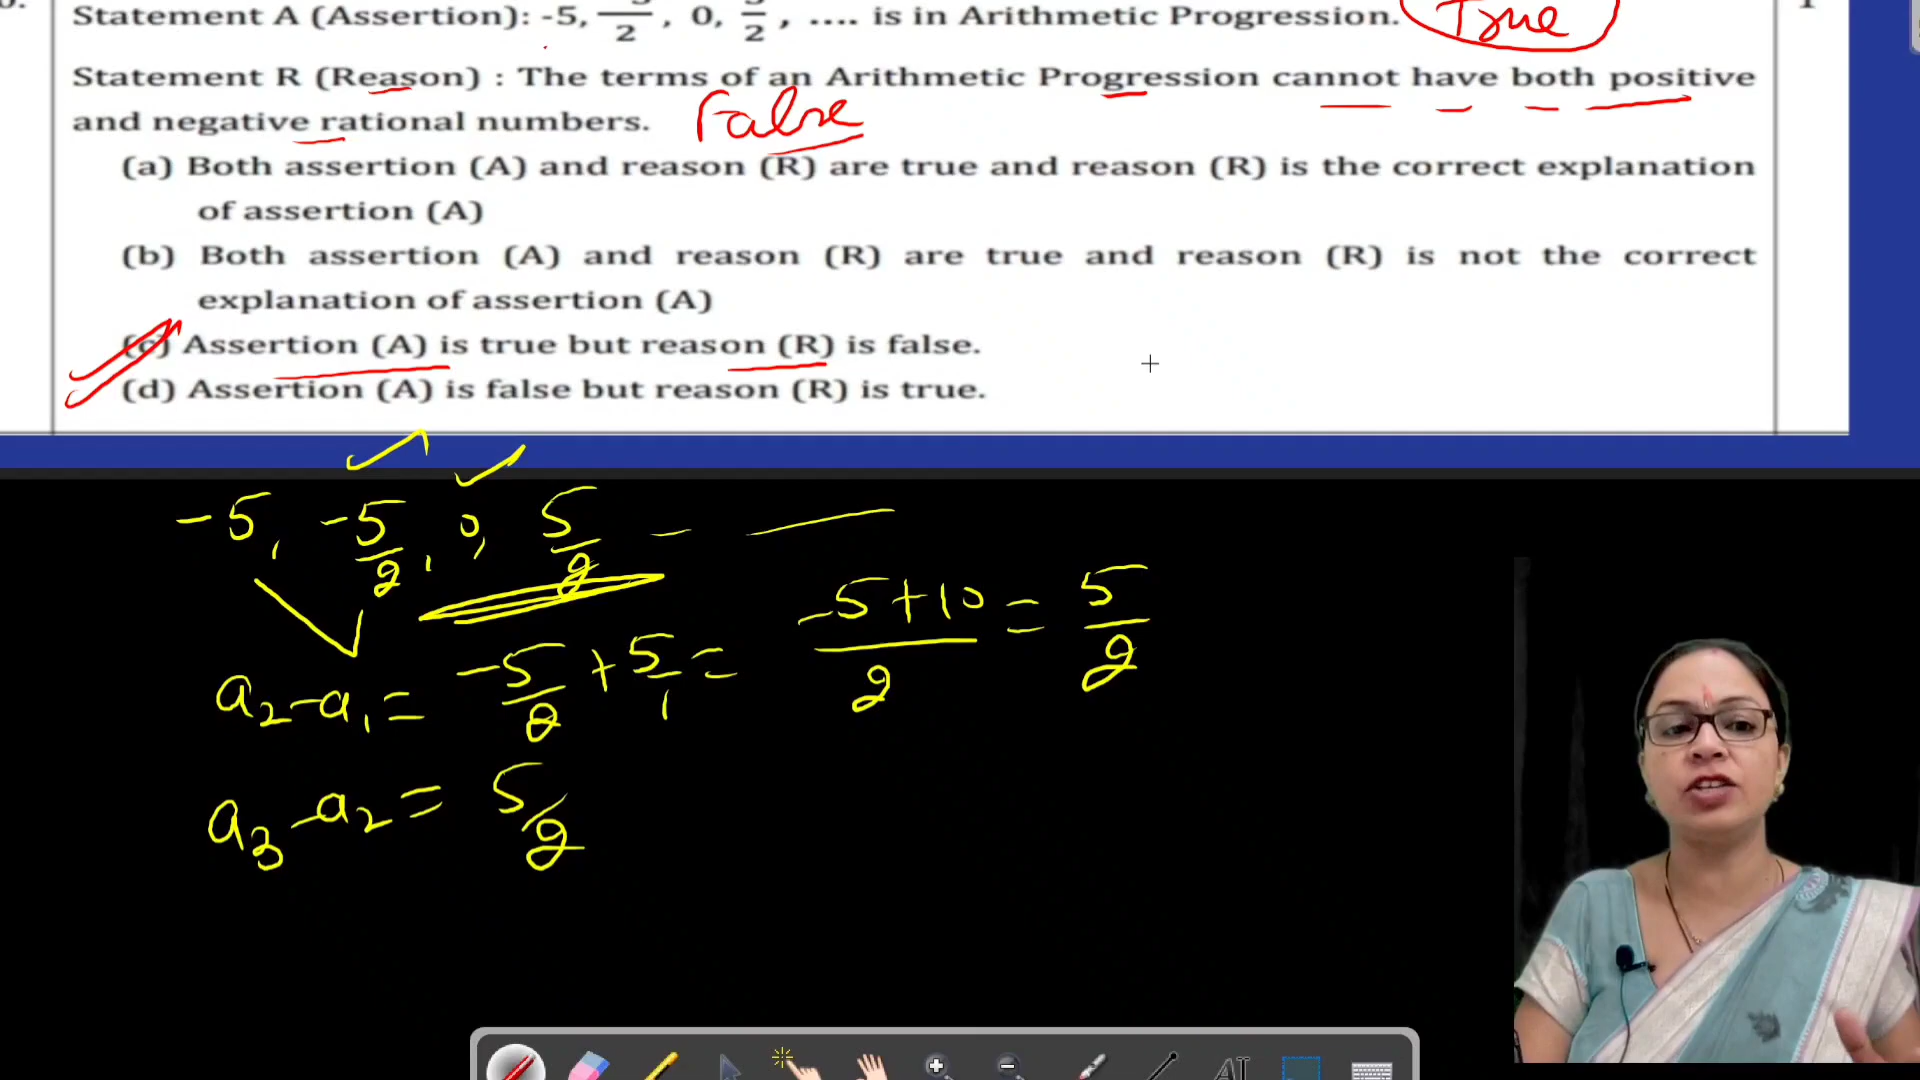 Statement A (Assertion): -5, -5/2, 0, 5/2, .... is in Arithmetic Progression. True
Statement R (Reason) : The terms of an Arithmetic Progression cannot have both positive
and negative rational numbers. False
(a) Both assertion (A) and reason (R) are true and reason (R) is the correct explanation
of assertion (A)
(b) Both assertion (A) and reason (R) are true and reason (R) is not the correct
explanation of assertion (A)
(c) Assertion (A) is true but reason (R) is false.
(d) Assertion (A) is false but reason (R) is true.
-5, -5/2, 0, 5/2 - —
a2-a1 = -5/2 + 5/1 = -5+10/2 = 5/2
a3-a2 = 5/2